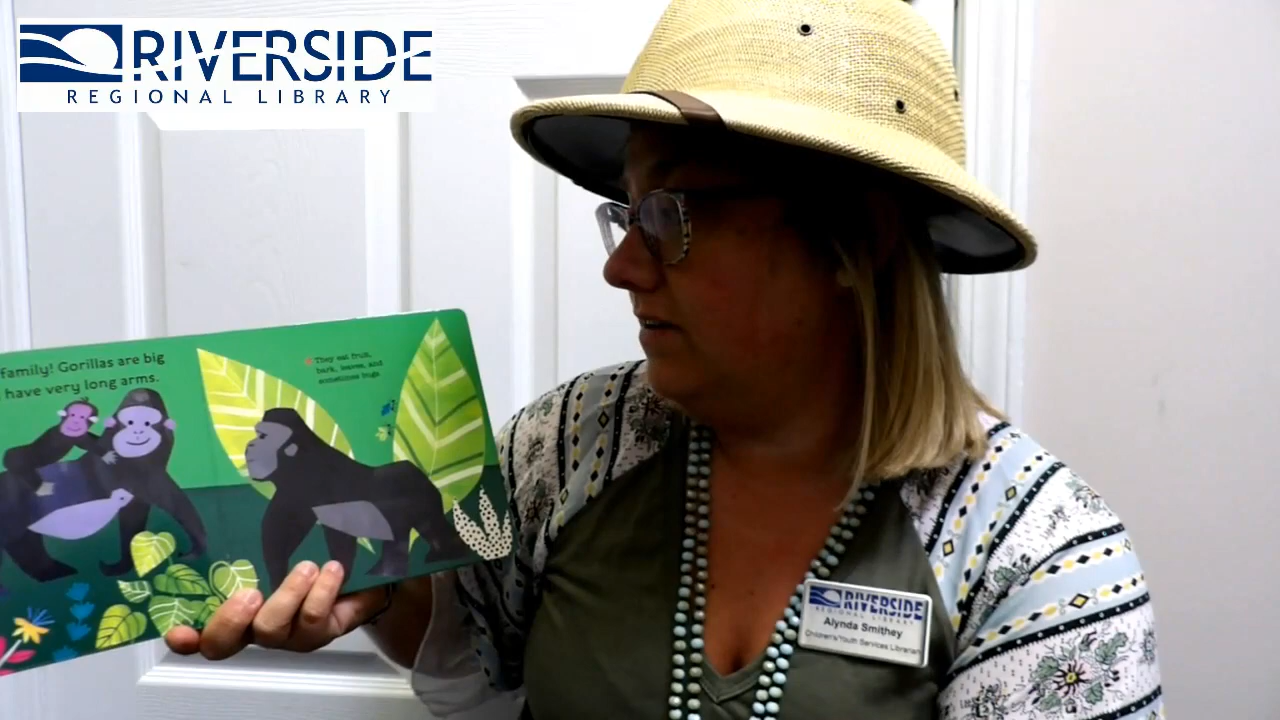 RIVERSIDE
REGIONAL LIBRARY
family! Gorillas are big
have very long arms.
They eat fruit,
bark, leaves, and
sometimes bugs
RIVERSIDE
REGIONAL LIBRARY
Alynda Smithey
Children's/Youth Services Librarian